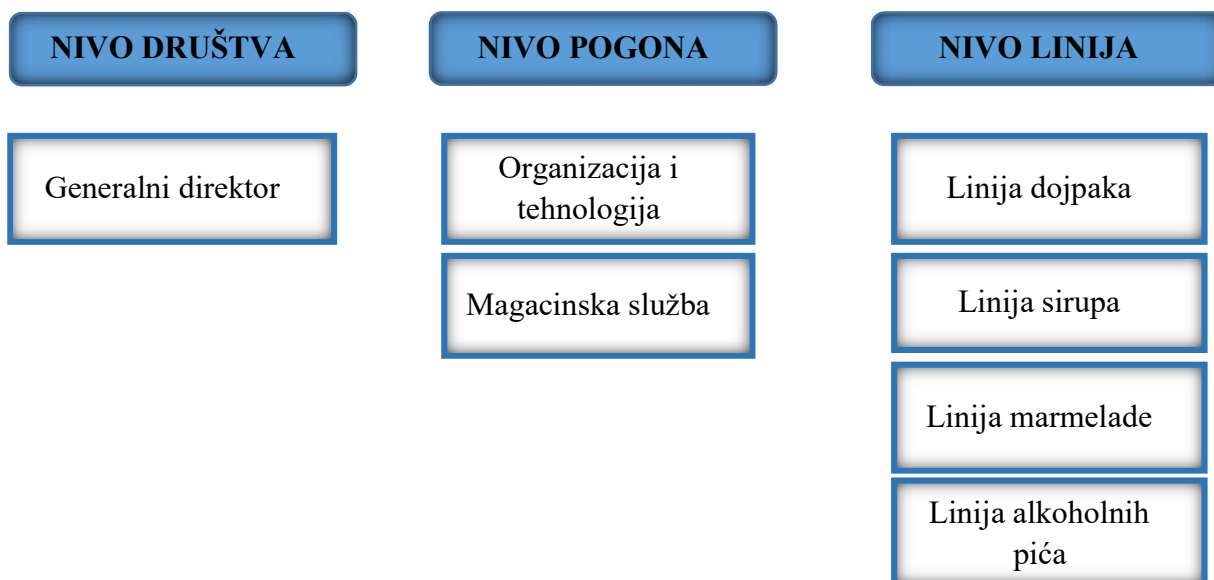 NIVO DRUŠTVA
NIVO POGONA
NIVO LINIJA
Generalni direktor
Organizacija i
tehnologija
Magacinska služba
Linija dojpaka
Linija sirupa
Linija marmelade
Linija alkoholnih
pića